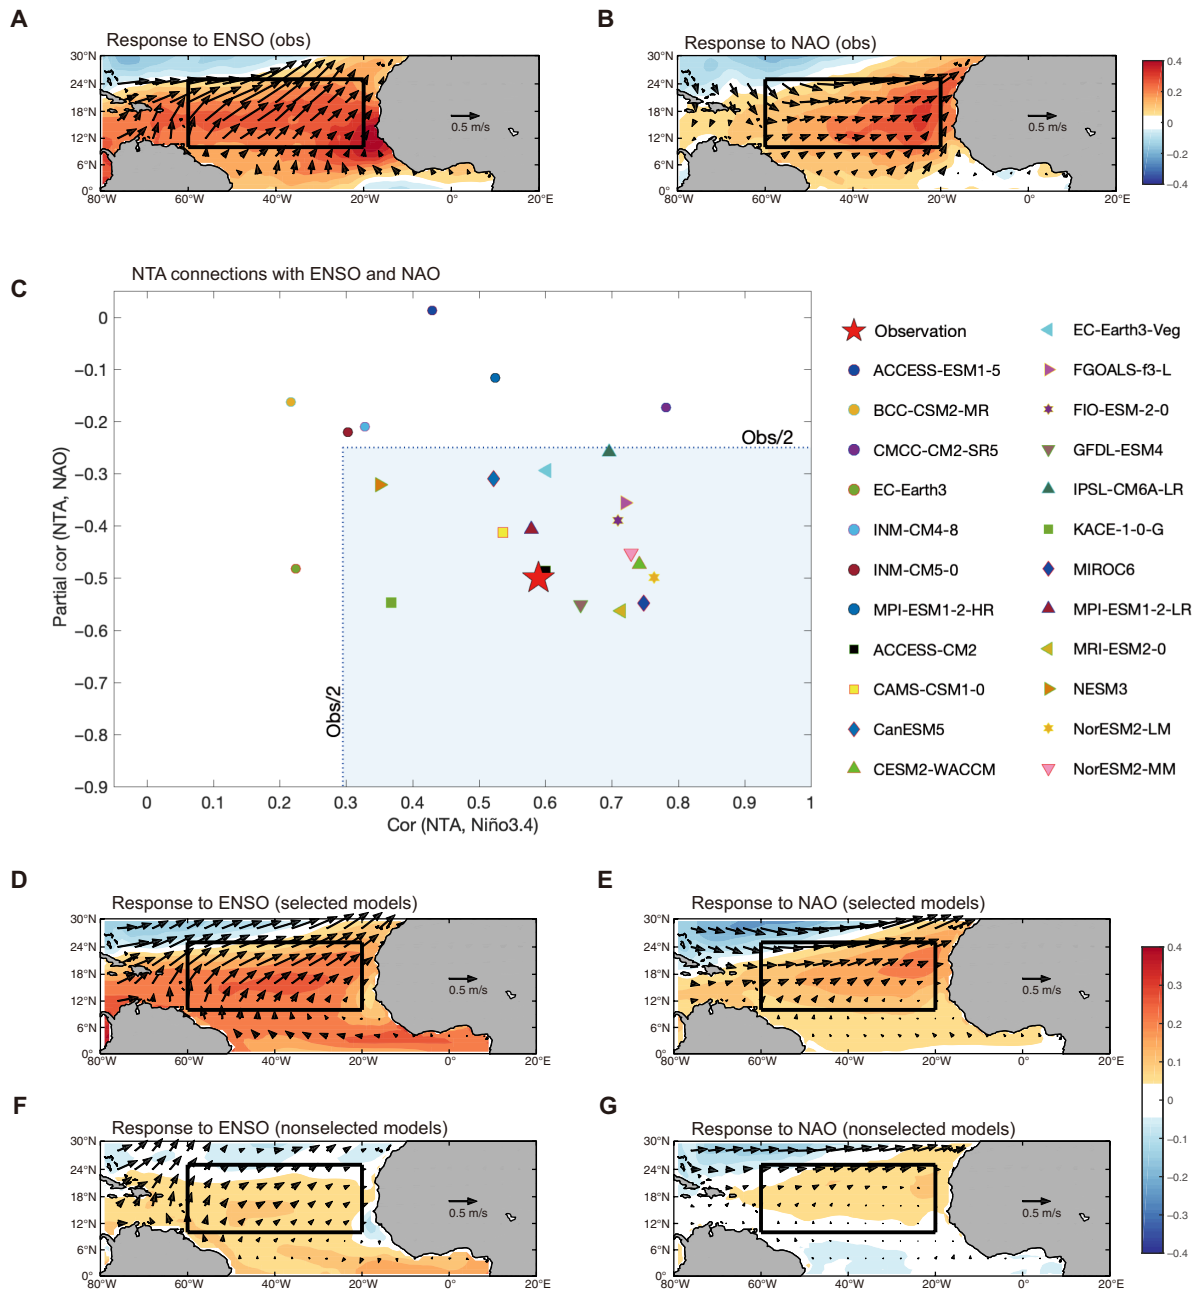 A
Response to ENSO (obs)
30°N
24°N
18°N
12°N
6°N
0°
80°W
60°W
40°W
20°W
0°
20°E
0.5 m/s
B
Response to NAO (obs)
30°N
24°N
18°N
12°N
6°N
0°
80°W
60°W
40°W
20°W
0°
20°E
0.5 m/s
0.4
0.2
0
−0.2
−0.4
C
NTA connections with ENSO and NAO
Partial cor (NTA, NAO)
0
−0.1
−0.2
−0.3
−0.4
−0.5
−0.6
−0.7
−0.8
−0.9
Obs/2
Obs/2
0
0.1
0.2
0.3
0.4
0.5
0.6
0.7
0.8
0.9
1
Cor (NTA, Niño3.4)
Observation
ACCESS-ESM1-5
BCC-CSM2-MR
CMCC-CM2-SR5
EC-Earth3
INM-CM4-8
INM-CM5-0
MPI-ESM1-2-HR
ACCESS-CM2
CAMS-CSM1-0
CanESM5
CESM2-WACCM
EC-Earth3-Veg
FGOALS-f3-L
FIO-ESM-2-0
GFDL-ESM4
IPSL-CM6A-LR
KACE-1-0-G
MIROC6
MPI-ESM1-2-LR
MRI-ESM2-0
NESM3
NorESM2-LM
NorESM2-MM
D
Response to ENSO (selected models)
30°N
24°N
18°N
12°N
6°N
0°
80°W
60°W
40°W
20°W
0°
20°E
0.5 m/s
E
Response to NAO (selected models)
30°N
24°N
18°N
12°N
6°N
0°
80°W
60°W
40°W
20°W
0°
20°E
0.5 m/s
F
Response to ENSO (nonselected models)
30°N
24°N
18°N
12°N
6°N
0°
80°W
60°W
40°W
20°W
0°
20°E
0.5 m/s
G
Response to NAO (nonselected models)
30°N
24°N
18°N
12°N
6°N
0°
80°W
60°W
40°W
20°W
0°
20°E
0.5 m/s
0.4
0.3
0.2
0.1
0
−0.1
−0.2
−0.3
−0.4